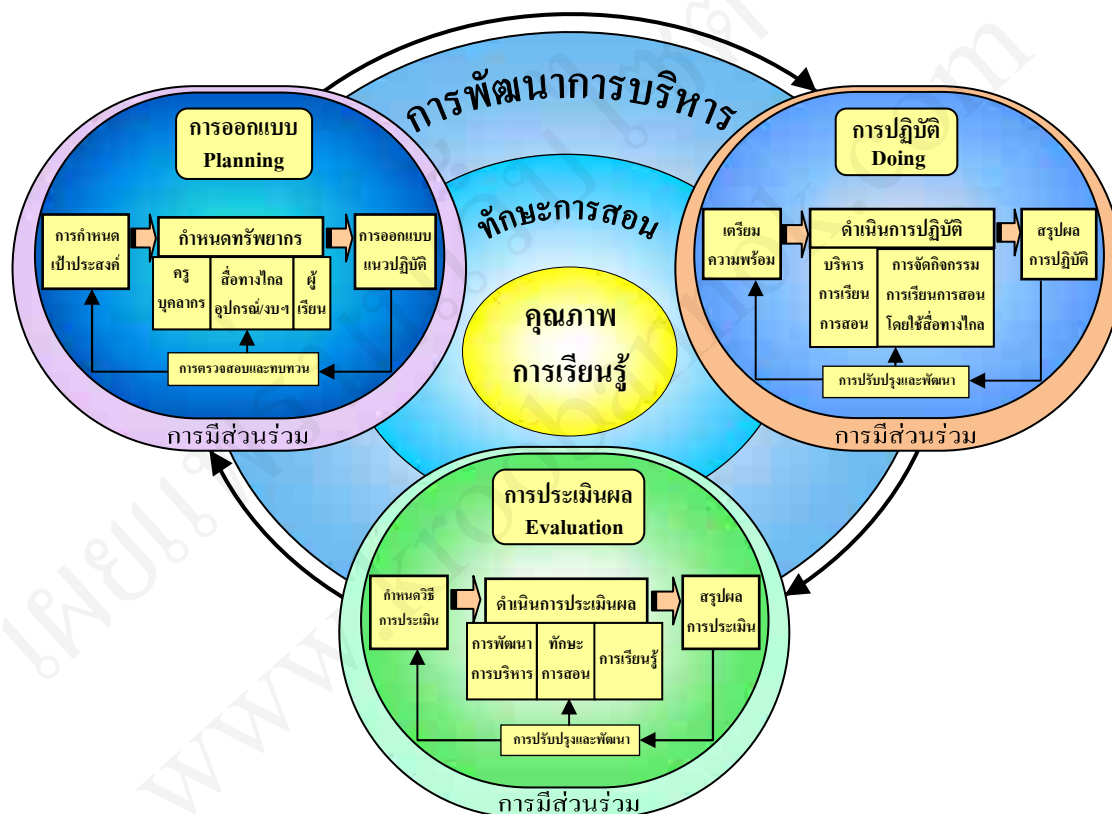 การพัฒนาการบริหาร
ทักษะการสอน
คุณภาพ
การเรียนรู้
การออกแบบ
Planning
การกำหนด
เป้าประสงค์
กำหนดทรัพยากร
ครู
บุคลากร
สื่อทางไกล
อุปกรณ์/งบฯ
ผู้
เรียน
การออกแบบ
แนวปฏิบัติ
การตรวจสอบและทบทวน
การมีส่วนร่วม
การปฏิบัติ
Doing
เตรียม
ความพร้อม
ดำเนินการปฏิบัติ
บริหาร
การเรียน
การสอน
การจัดกิจกรรม
การเรียนการสอน
โดยใช้สื่อทางไกล
สรุปผล
การปฏิบัติ
การปรับปรุงและพัฒนา
การมีส่วนร่วม
การประเมินผล
Evaluation
กำหนดวิธี
การประเมิน
ดำเนินการประเมินผล
การพัฒนา
การบริหาร
ทักษะ
การสอน
การเรียนรู้
สรุปผล
การประเมิน
การปรับปรุงและพัฒนา
การมีส่วนร่วม